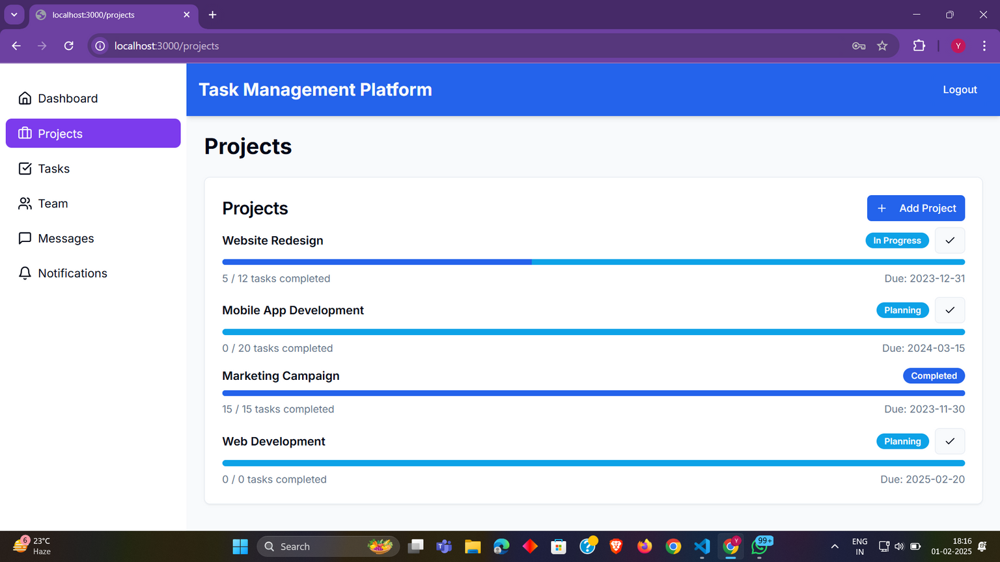 localhost:3000/projects
localhost:3000/projects
Y
Dashboard
Projects
Tasks
Team
Messages
Notifications
Task Management Platform
Logout
Projects
Projects
Add Project
Website Redesign
In Progress
5 / 12 tasks completed
Due: 2023-12-31
Mobile App Development
Planning
0 / 20 tasks completed
Due: 2024-03-15
Marketing Campaign
Completed
15 / 15 tasks completed
Due: 2023-11-30
Web Development
Planning
0 / 0 tasks completed
Due: 2025-02-20
6
23°C
Haze
Search
Y
99+
ENG
IN
18:16
01-02-2025